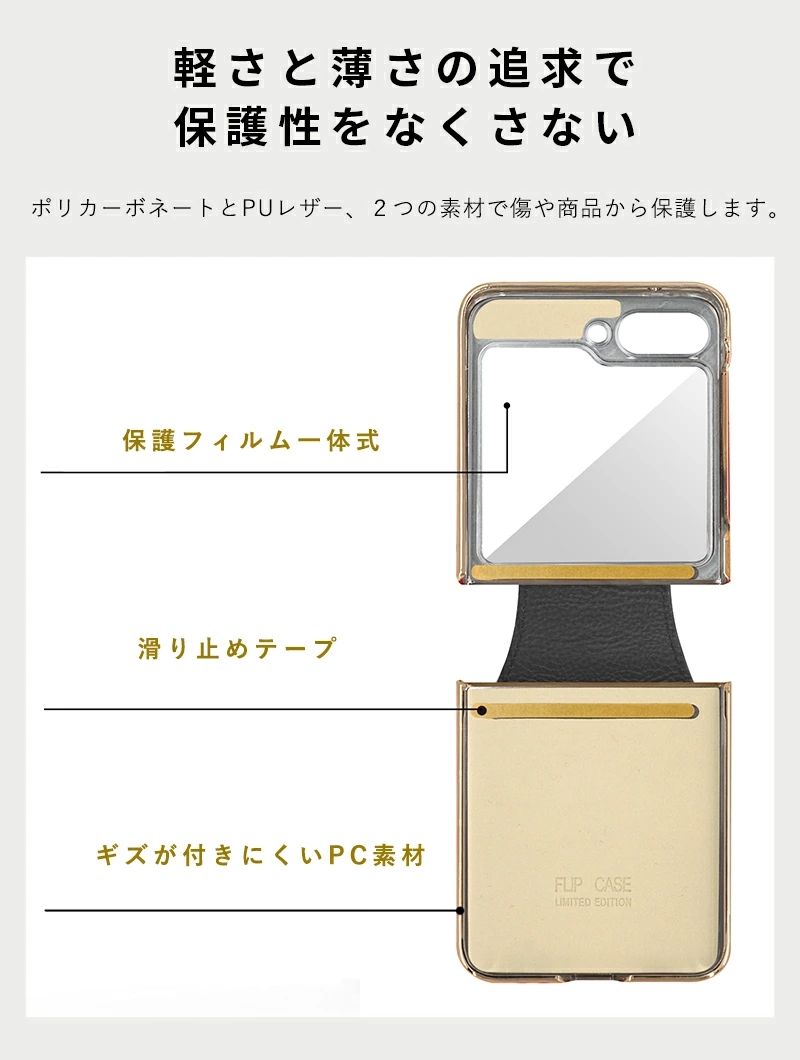 軽さと薄さの追求で
保護性をなくさない
ポリカーボネートとPUレザー、２つの素材で傷や商品から保護します。
保護フィルム一体式
滑り止めテープ
キズが付きにくいPC素材
FLIP CASE
LIMITED EDITION